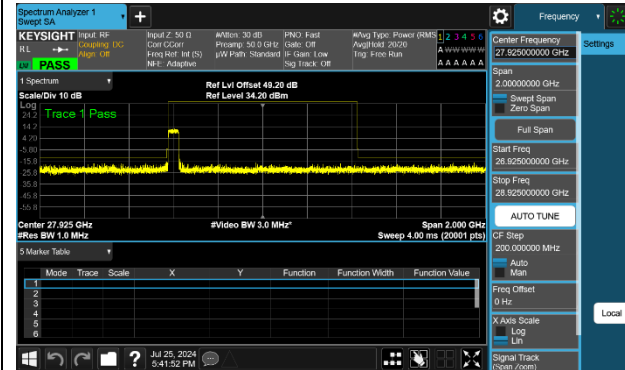 Spectrum Analyzer 1
Swept SA
+
Frequency
KEYSIGHT
RL
PASS
Input: RF
Coupling: DC
Align: Off
Input Z: 50 Ω
Corr CCorr
Freq Ref: Int (S)
NFE: Adaptive
#Atten: 30 dB
Preamp: 50.0 GHz
µW Path: Standard
PNO: Fast
Gate: Off
IF Gain: Low
Sig Track: Off
#Avg Type: Power (RMS
Avg|Hold: 20/20
Trig: Free Run
1 2 3 4 5 6
A W W W W W
A A A A A A
1 Spectrum
Scale/Div 10 dB
Ref Lvl Offset 49.20 dB
Ref Level 34.20 dBm
Log
Trace 1 Pass
24.2
14.2
4.20
-5.80
-15.8
-25.8
-35.8
-45.8
-55.8
Center 27.925 GHz
#Res BW 1.0 MHz
#Video BW 3.0 MHz*
Span 2.000 GHz
Sweep 4.00 ms (20001 pts)
5 Marker Table
Mode Trace Scale X Y Function Function Width Function Value
1
2
3
4
5
6
Jul 25, 2024
5:41:52 PM
?
Center Frequency
27.925000000 GHz
Span
2.00000000 GHz
Swept Span
Zero Span
Full Span
Start Freq
26.925000000 GHz
Stop Freq
28.925000000 GHz
AUTO TUNE
CF Step
200.000000 MHz
Auto
Man
Freq Offset
0 Hz
X Axis Scale
Log
Lin
Signal Track
(Span Zoom)
Settings
Local